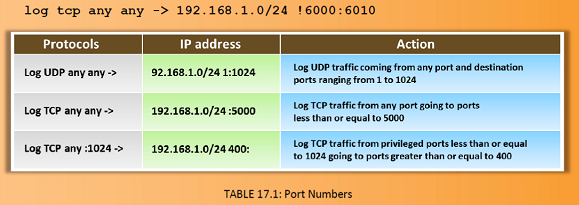 log tcp any any -> 192.168.1.0/24 !6000:6010
Protocols IP address Action
Log UDP any any -> 92.168.1.0/24 1:1024 Log UDP traffic coming from any port and destination
ports ranging from 1 to 1024
Log TCP any any -> 192.168.1.0/24 :5000 Log TCP traffic from any port going to ports
less than or equal to 5000
Log TCP any :1024 -> 192.168.1.0/24 400: Log TCP traffic from privileged ports less than or equal
to 1024 going to ports greater than or equal to 400
TABLE 17.1: Port Numbers